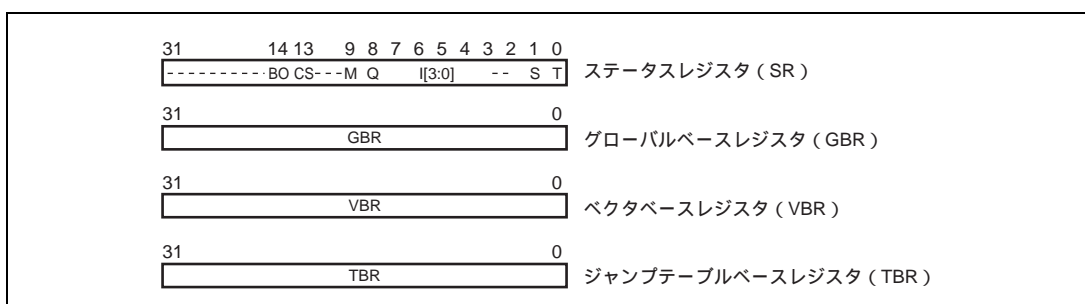 31 14 13 9 8 7 6 5 4 3 2 1 0
---------- BO CS---M Q I[3:0] -- S T ステータスレジスタ（SR）
31 0
GBR グローバルベースレジスタ（GBR）
31 0
VBR ベクタベースレジスタ（VBR）
31 0
TBR ジャンプテーブルベースレジスタ（TBR）